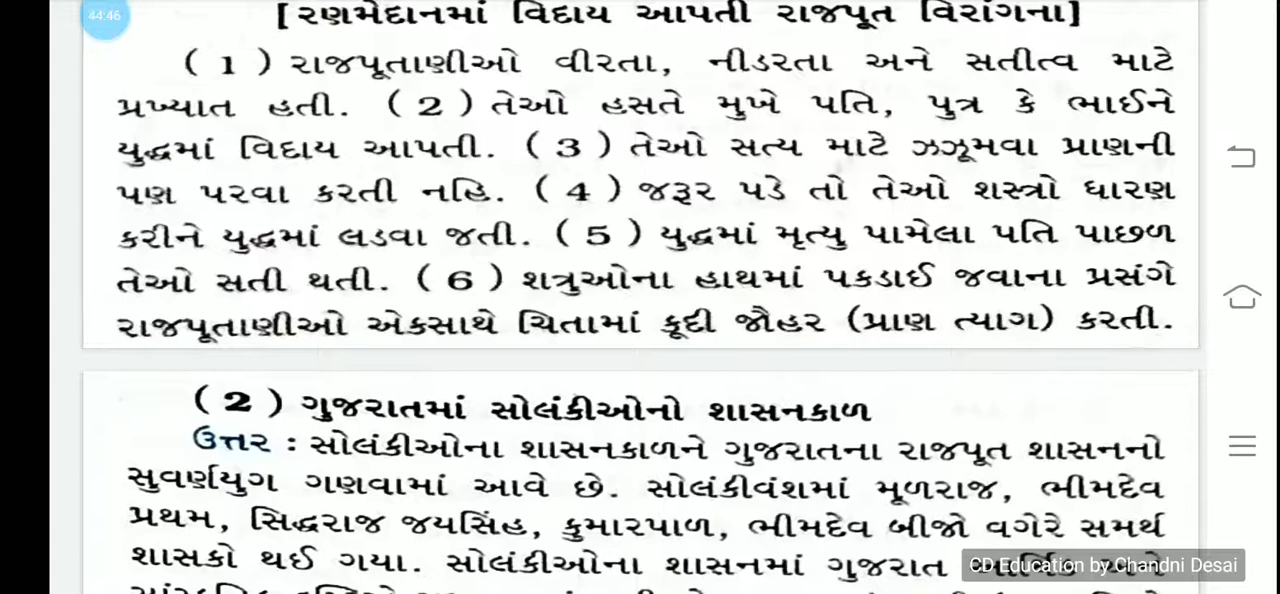 44:46
[રણમેદાનમાં વિદાય આપતી રાજપૂત વિરાંગના]
( 1 ) રાજપૂતાણીઓ વીરતા, નીડરતા અને સતીત્વ માટે
પ્રખ્યાત હતી. ( 2 ) તેઓ હસતે મુખે પતિ, પુત્ર કે ભાઈને
યુદ્ધમાં વિદાય આપતી. ( 3 ) તેઓ સત્ય માટે ઝઝૂમવા પ્રાણની
પણ પરવા કરતી નહિ. ( 4 ) જરૂર પડે તો તેઓ શસ્ત્રો ધારણ
કરીને યુદ્ધમાં લડવા જતી. ( 5 ) યુદ્ધમાં મૃત્યુ પામેલા પતિ પાછળ
તેઓ સતી થતી. ( 6 ) શત્રુઓના હાથમાં પકડાઈ જવાના પ્રસંગે
રાજપૂતાણીઓ એકસાથે ચિતામાં કૂદી જૌહર (પ્રાણ ત્યાગ) કરતી.
( 2 ) ગુજરાતમાં સોલંકીઓનો શાસનકાળ
ઉત્તર : સોલંકીઓના શાસનકાળને ગુજરાતના રાજપૂત શાસનનો
સુવર્ણયુગ ગણવામાં આવે છે. સોલંકીવંશમાં મૂળરાજ, ભીમદેવ
પ્રથમ, સિદ્ધરાજ જયસિંહ, કુમારપાળ, ભીમદેવ બીજો વગેરે સમર્થ
શાસકો થઈ ગયા. સોલંકીઓના શાસનમાં ગુજરાત
CD Education by Chandni Desai